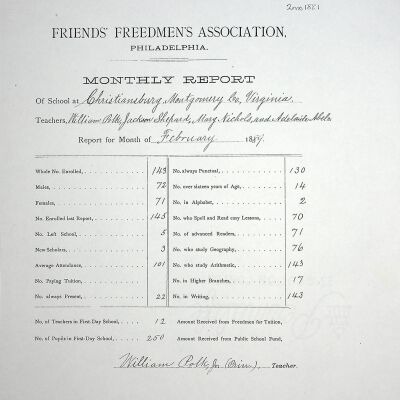 June 1881
FRIENDS' FREEDMEN'S ASSOCIATION,
PHILADELPHIA.
MONTHLY REPORT
Of School at Christiansburg Montgomery Co, Virginia
Teachers, William Polk, Jackson Shepard, Mary Nichols, and Adelaide
Report for Month of February 1881.
Whole No. Enrolled, 143
Males, 72
Females, 71
No. Enrolled last Report, 145
No. Left School, 5
New Scholars, 3
Average Attendance, 101
No. Paying Tuition,
No. always Present, 22
No. always Punctual, 130
No. over sixteen years of Age, 14
No. in Alphabet, 2
No. who Spell and Read easy Lessons, 70
No. of advanced Readers, 71
No. who study Geography, 76
No. who study Arithmetic, 143
No. in Higher Branches, 17
No. in Writing, 143
No. of Teachers in First-Day School, 12
No. of Pupils in First-Day School, 250
Amount Received from Freedmen for Tuition,
Amount Received from Public School Fund,
William Polk, Jr. (Prin.), Teacher.